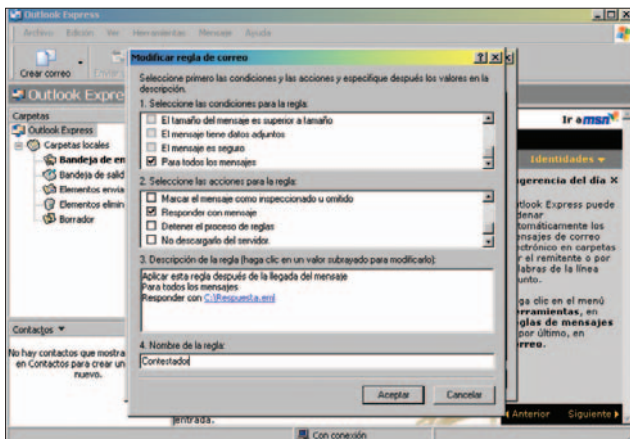 Outlook Express
Archivo Edición Ver Herramientas Mensaje Ayuda
Crear correo
Outlook Expre
Carpetas
Outlook Express
Carpetas locales
Bandeja de en
Bandeja de salid
Elementos envia
Elementos elimin
Borrador
Contactos
No hay contactos que mostra
en Contactos para crear un
nuevo.
Modificar regla de correo
Seleccione primero las condiciones y las acciones y especifique después los valores en la
descripción.
1. Seleccione las condiciones para la regla:
El tamaño del mensaje es superior a tamaño
El mensaje tiene datos adjuntos
El mensaje es seguro
Para todos los mensajes
2. Seleccione las acciones para la regla:
Marcar el mensaje como inspeccionado u omitido
Responder con mensaje
Detener el proceso de reglas
No descargarlo del servidor
3. Descripción de la regla (haga clic en un valor subrayado para modificarlo):
Aplicar esta regla después de la llegada del mensaje
Para todos los mensajes
Responder con C:\Respuesta.eml
4. Nombre de la regla:
Contestador
Aceptar Cancelar
Ir a msn
Identidades
gerencia del día X
tlook Express puede
denar
tomáticamente los
ensajes de correo
ectrónico en carpetas
r el remitente o por
labras de la línea
unto.
ga clic en el menú
rramientas, en
glas de mensajes
por último, en
rreo.
Anterior Siguiente
entrada.
Con conexión